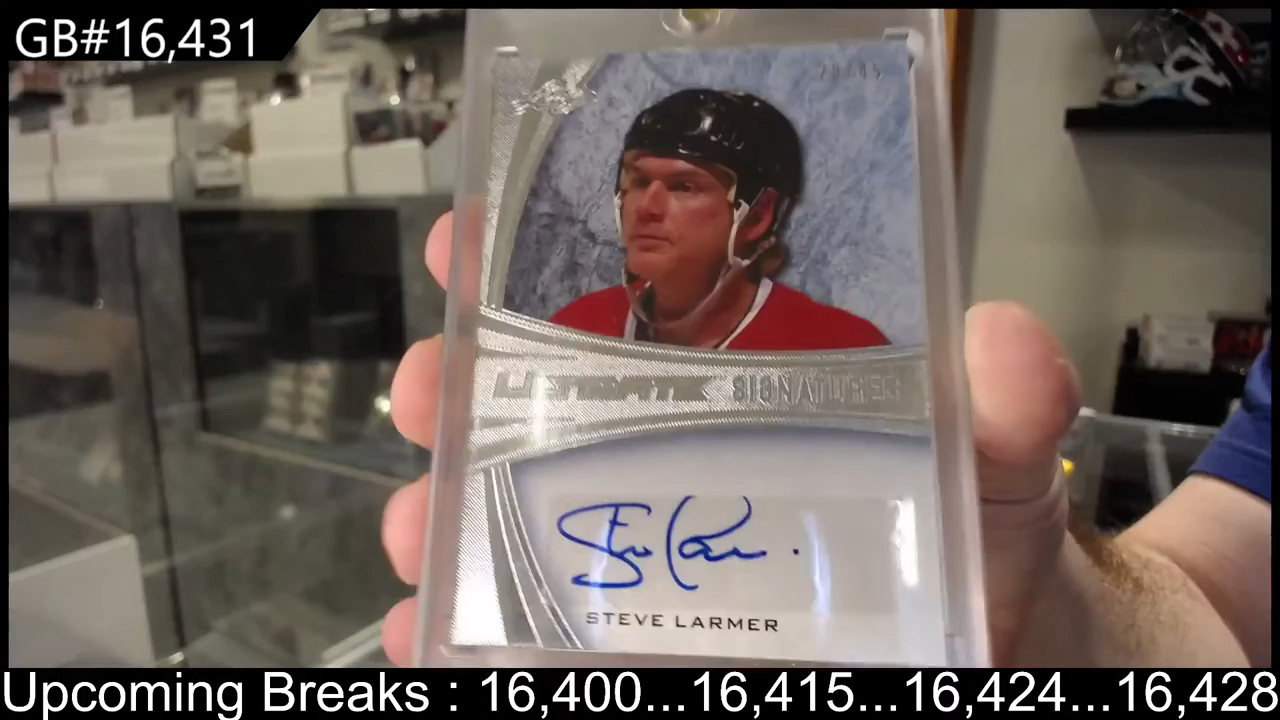 GB#16,431
ULTIMATE SIGNATURES
STEVE LARMER
Upcoming Breaks : 16,400...16,415...16,424...16,428